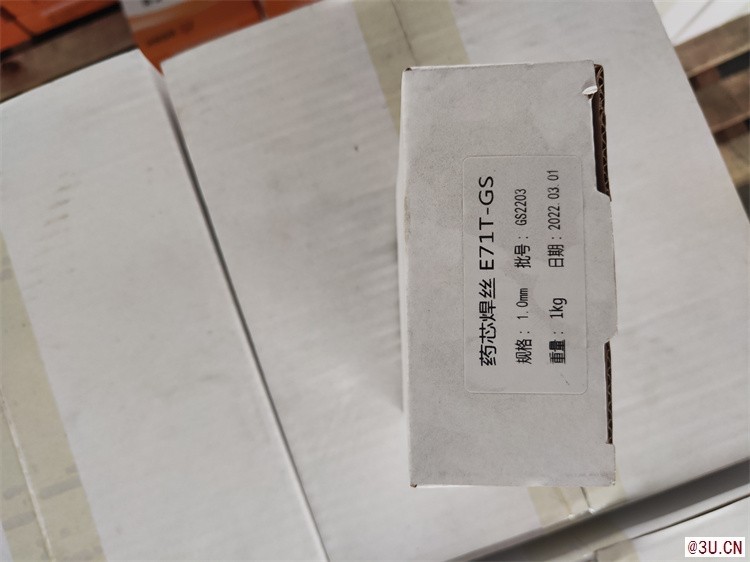 药芯焊丝 E71T-GS
规格：1.0mm 批号：GS2203
重量：1kg 日期：2022.03.01
@3U.CN